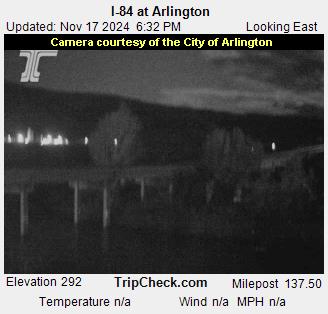 I-84 at Arlington
Updated: Nov 17 2024 6:32 PM Looking East
Camera courtesy of the City of Arlington
Elevation 292 TripCheck.com Milepost 137.50
Temperature n/a Wind n/a MPH n/a